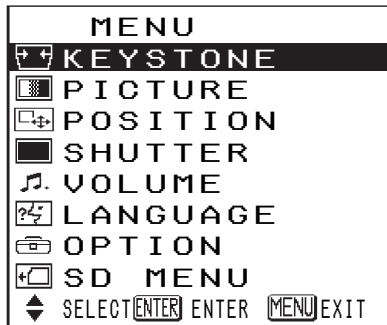 MENU
KEYSTONE
PICTURE
POSITION
SHUTTER
VOLUME
LANGUAGE
OPTION
SD MENU
SELECT ENTER ENTER MENU EXIT